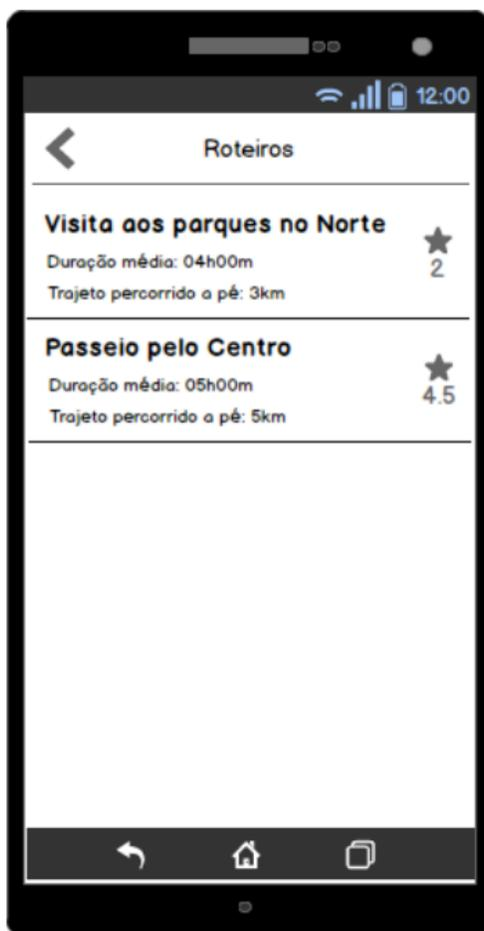 12:00
Roteiros
Visita aos parques no Norte
Duração média: 04h00m
2
Trajeto percorrido a pé: 3km
Passeio pelo Centro
Duração média: 05h00m
4.5
Trajeto percorrido a pé: 5km